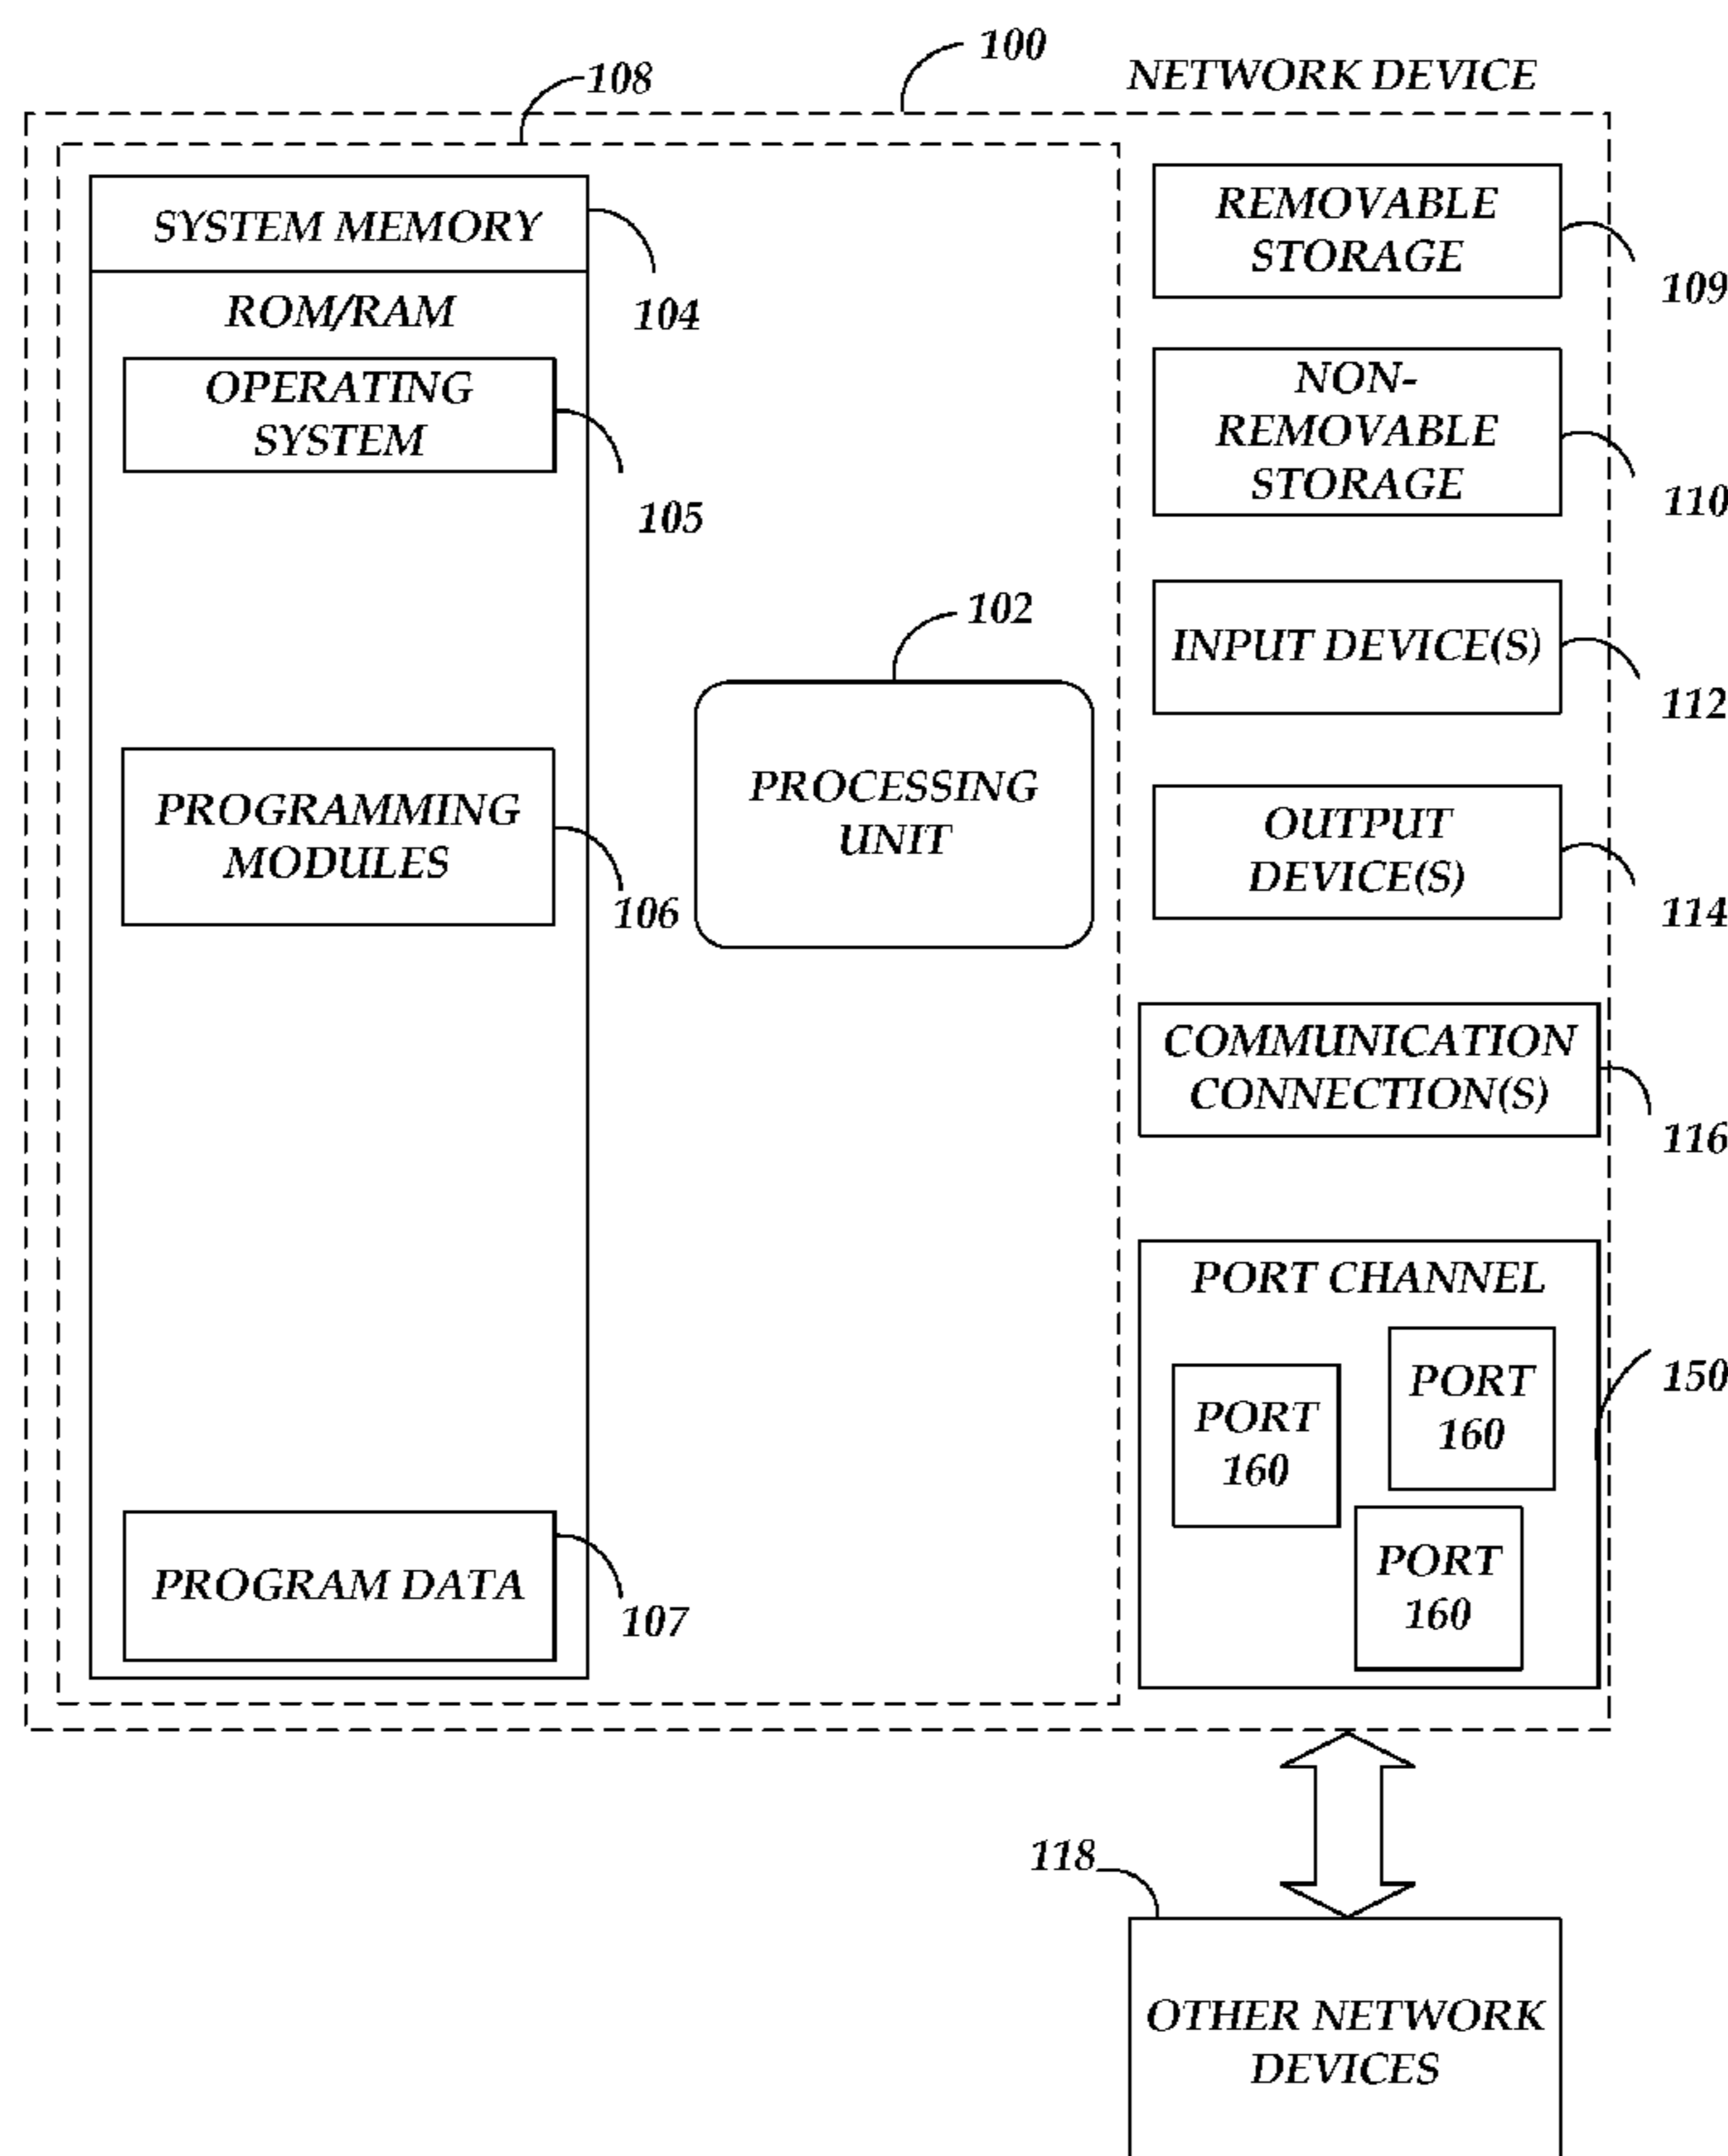 100
NETWORK DEVICE
108
SYSTEM MEMORY
104
ROM/RAM
OPERATING
SYSTEM
105
PROGRAMMING
MODULES
106
PROGRAM DATA
107
102
PROCESSING
UNIT
REMOVABLE
STORAGE
109
NON-
REMOVABLE
STORAGE
110
INPUT DEVICE(S)
112
OUTPUT
DEVICE(S)
114
COMMUNICATION
CONNECTION(S)
116
PORT CHANNEL
150
PORT
160
PORT
160
PORT
160
118
OTHER NETWORK
DEVICES